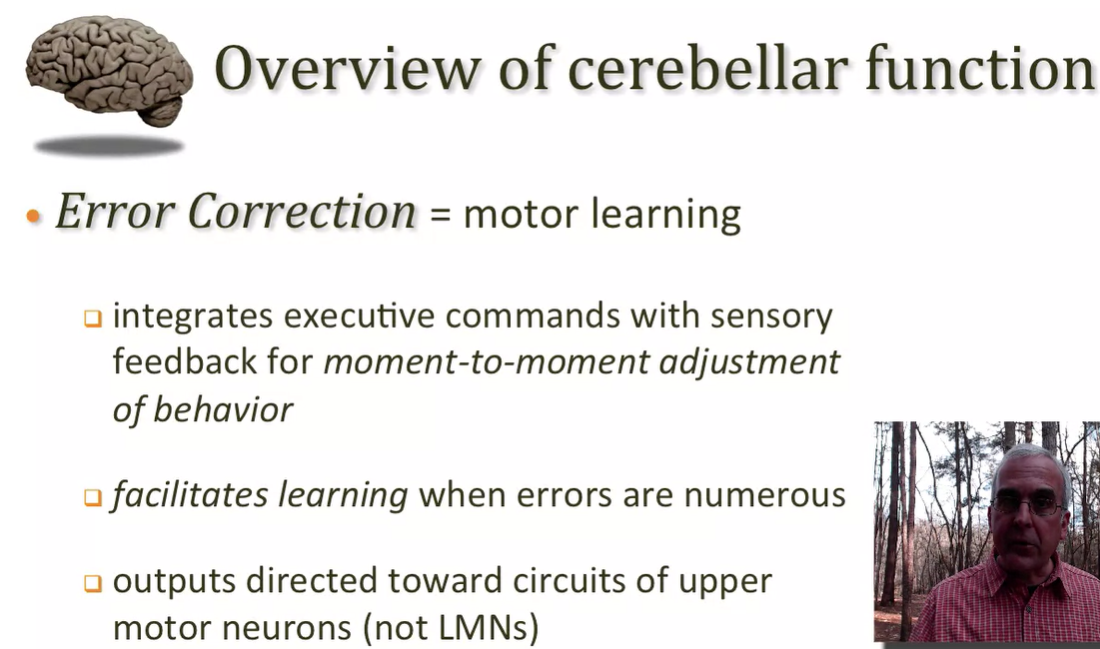 Overview of cerebellar function
• Error Correction = motor learning
❑ integrates executive commands with sensory
feedback for moment-to-moment adjustment
of behavior
❑ facilitates learning when errors are numerous
❑ outputs directed toward circuits of upper
motor neurons (not LMNs)